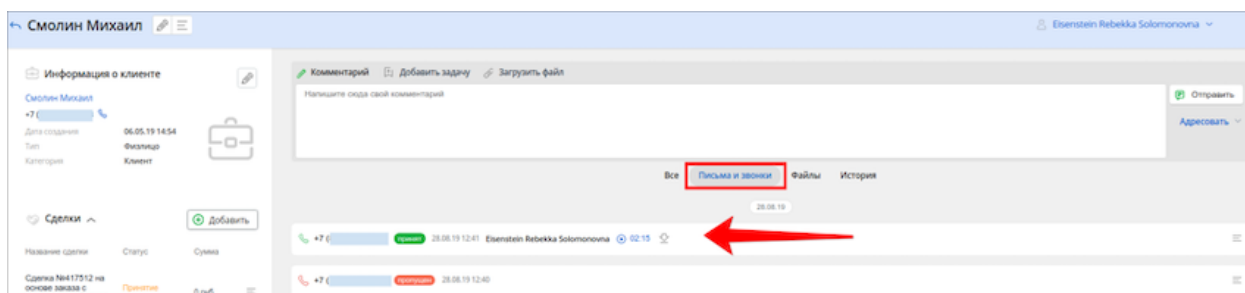 Смолин Михаил
Eisenstein Rebekka Solomonovna
Информация о клиенте
Смолин Михаил
+7 (
Дата создания 06.05.19 14:54
Тип Физлицо
Категория Клиент
Сделки
Добавить
Название сделки Статус Сумма
Сделка №417512 на Принятие 0 руб.
основе заказа с
Комментарий Добавить задачу Загрузить файл
Напишите сюда свой комментарий
Отправить
Адресовать
Все Письма и звонки Файлы История
28.08.19
+7 ( принят 28.08.19 12:41 Eisenstein Rebekka Solomonovna 02:15
+7 ( пропущен 28.08.19 12:40